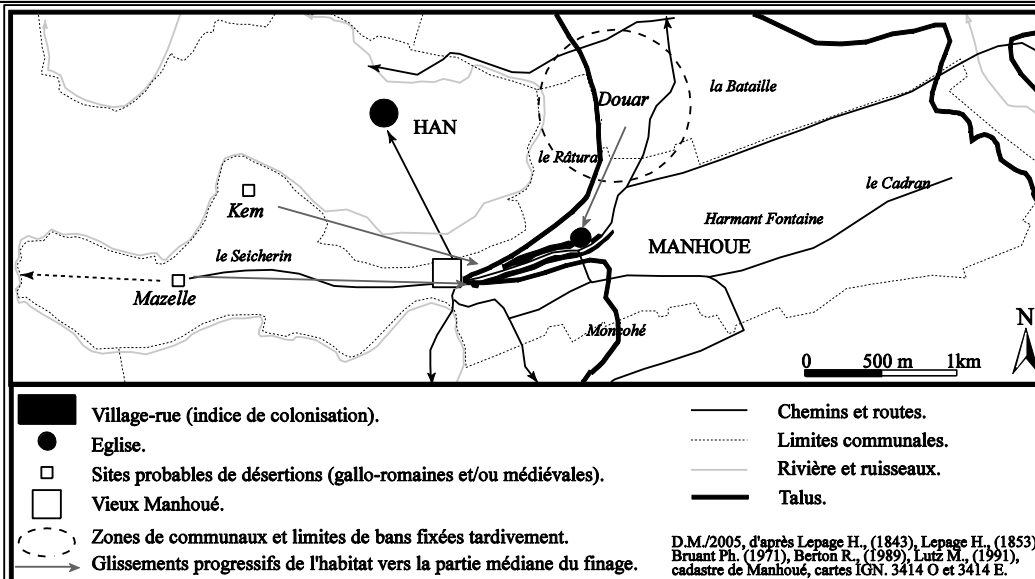 Douar
la Bataille
HAN
le Râtura
le Cadran
Kem
Harmant Fontaine
MANHOUE
le Seicherin
Mazelle
Moncohé
N
0 500 m 1km
Village-rue (indice de colonisation).
Eglise.
Sites probables de désertions (gallo-romaines et/ou médiévales).
Vieux Manhoué.
Zones de communaux et limites de bans fixées tardivement.
Glissements progressifs de l'habitat vers la partie médiane du finage.
Chemins et routes.
Limites communales.
Rivière et ruisseaux.
Talus.
D.M./2005, d'après Lepage H., (1843), Lepage H., (1853)
Bruant Ph. (1971), Berton R., (1989), Lutz M., (1991),
cadastre de Manhoué, cartes IGN. 3414 O et 3414 E.